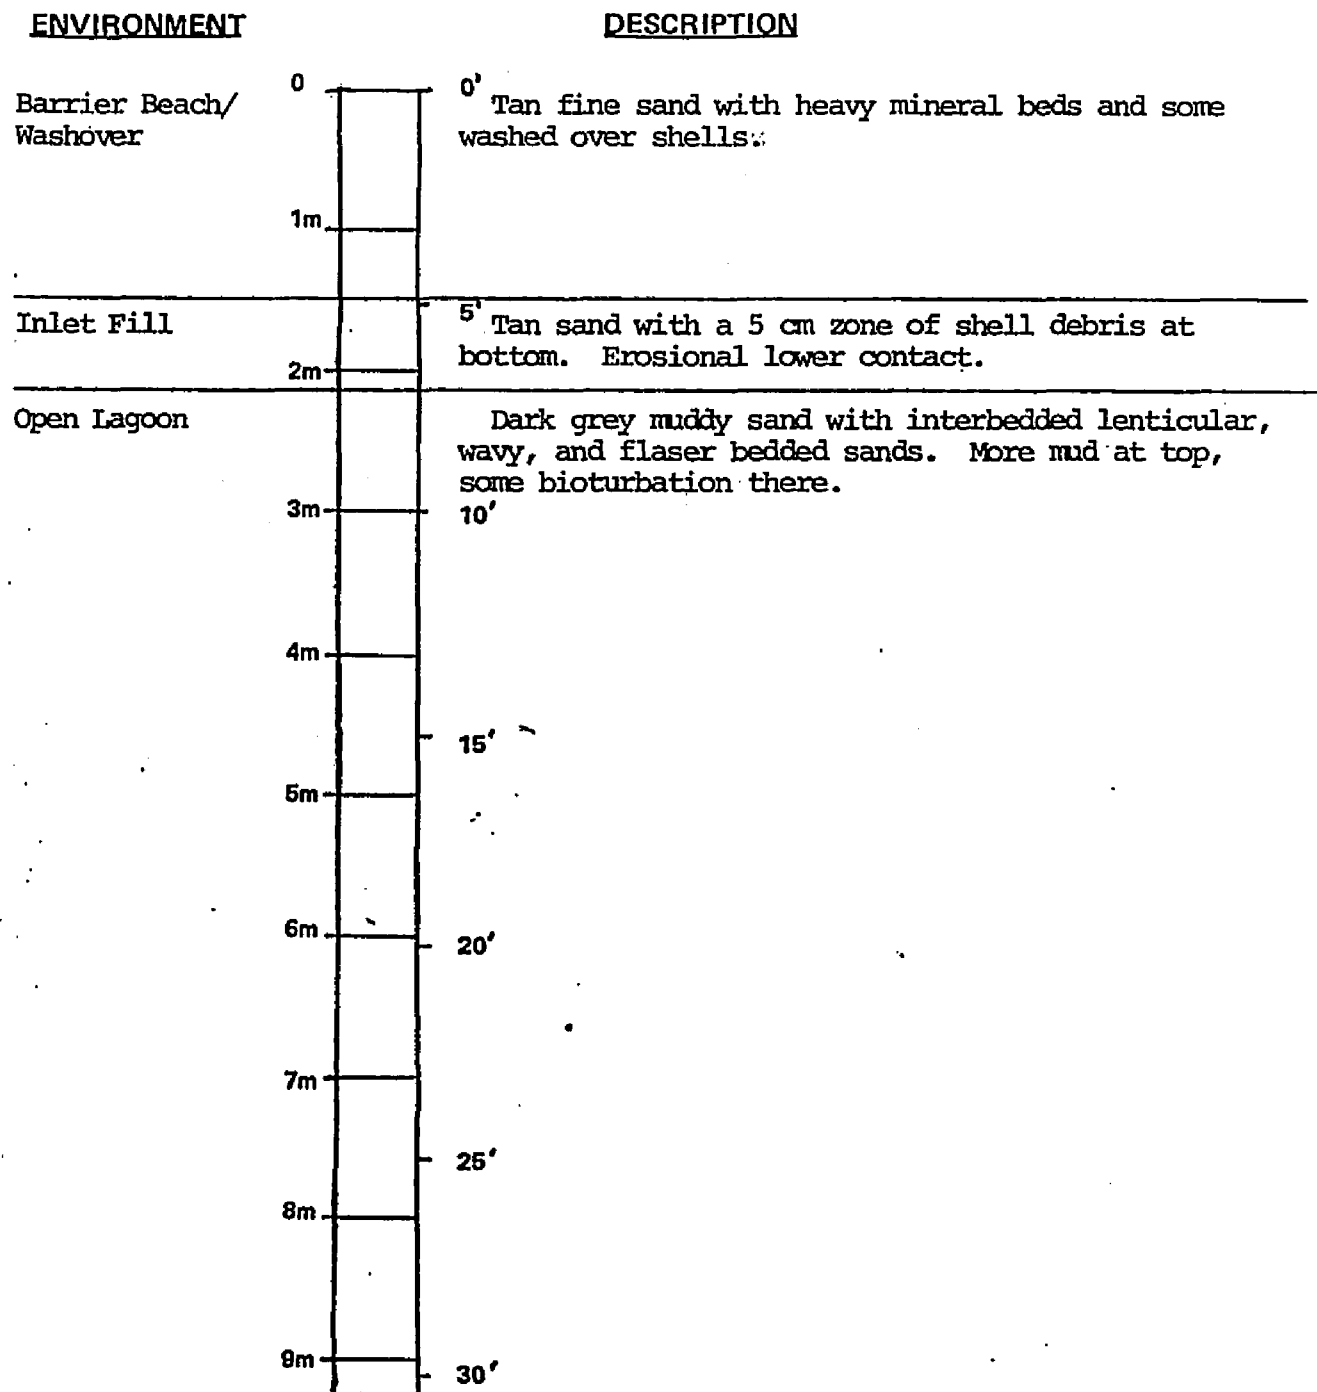 ENVIRONMENT DESCRIPTION
0 0'
Barrier Beach/
Washover
Tan fine sand with heavy mineral beds and some
washed over shells.
1m
Inlet Fill
5'
Tan sand with a 5 cm zone of shell debris at
bottom. Erosional lower contact.
2m
Open Lagoon
Dark grey muddy sand with interbedded lenticular,
wavy, and flaser bedded sands. More mud at top,
some bioturbation there.
3m 10'
4m
15'
5m
6m
20'
7m
25'
8m
9m
30'